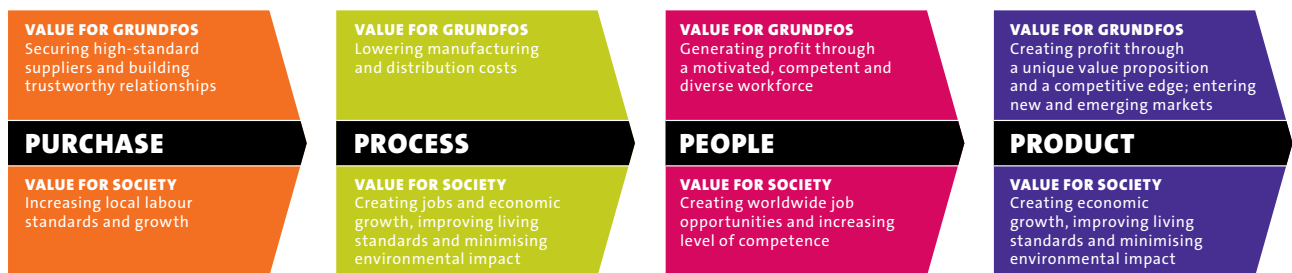 VALUE FOR GRUNDFOS
Securing high-standard
suppliers and building
trustworthy relationships
PURCHASE
VALUE FOR SOCIETY
Increasing local labour
standards and growth
VALUE FOR GRUNDFOS
Lowering manufacturing
and distribution costs
PROCESS
VALUE FOR SOCIETY
Creating jobs and economic
growth, improving living
standards and minimising
environmental impact
VALUE FOR GRUNDFOS
Generating profit through
a motivated, competent and
diverse workforce
PEOPLE
VALUE FOR SOCIETY
Creating worldwide job
opportunities and increasing
level of competence
VALUE FOR GRUNDFOS
Creating profit through
a unique value proposition
and a competitive edge; entering
new and emerging markets
PRODUCT
VALUE FOR SOCIETY
Creating economic
growth, improving living
standards and minimising
environmental impact